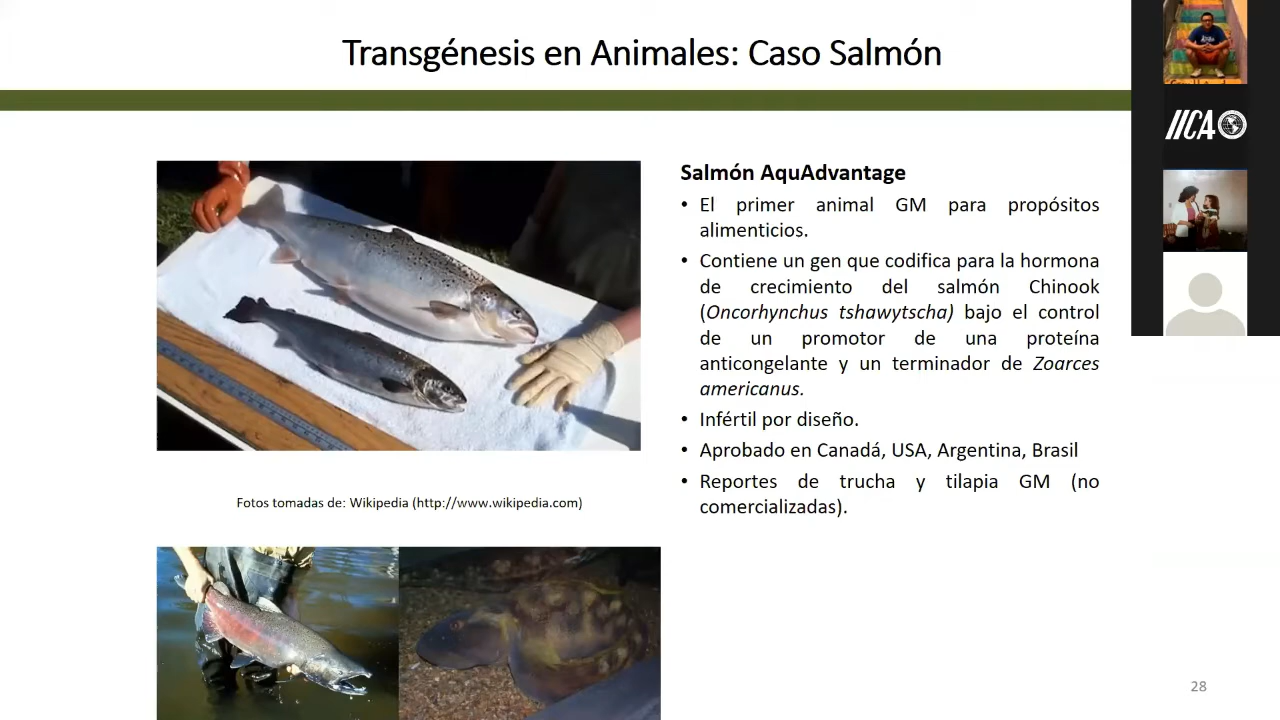 Transgénesis en Animales: Caso Salmón
IICA
Salmón AquAdvantage
• El primer animal GM para propósitos
alimenticios.
• Contiene un gen que codifica para la hormona
de crecimiento del salmón Chinook
(Oncorhynchus tshawytscha) bajo el control
de un promotor de una proteína
anticongelante y un terminador de Zoarces
americanus.
• Infértil por diseño.
• Aprobado en Canadá, USA, Argentina, Brasil
• Reportes de trucha y tilapia GM (no
comercializadas).
Fotos tomadas de: Wikipedia (http://www.wikipedia.com)
28